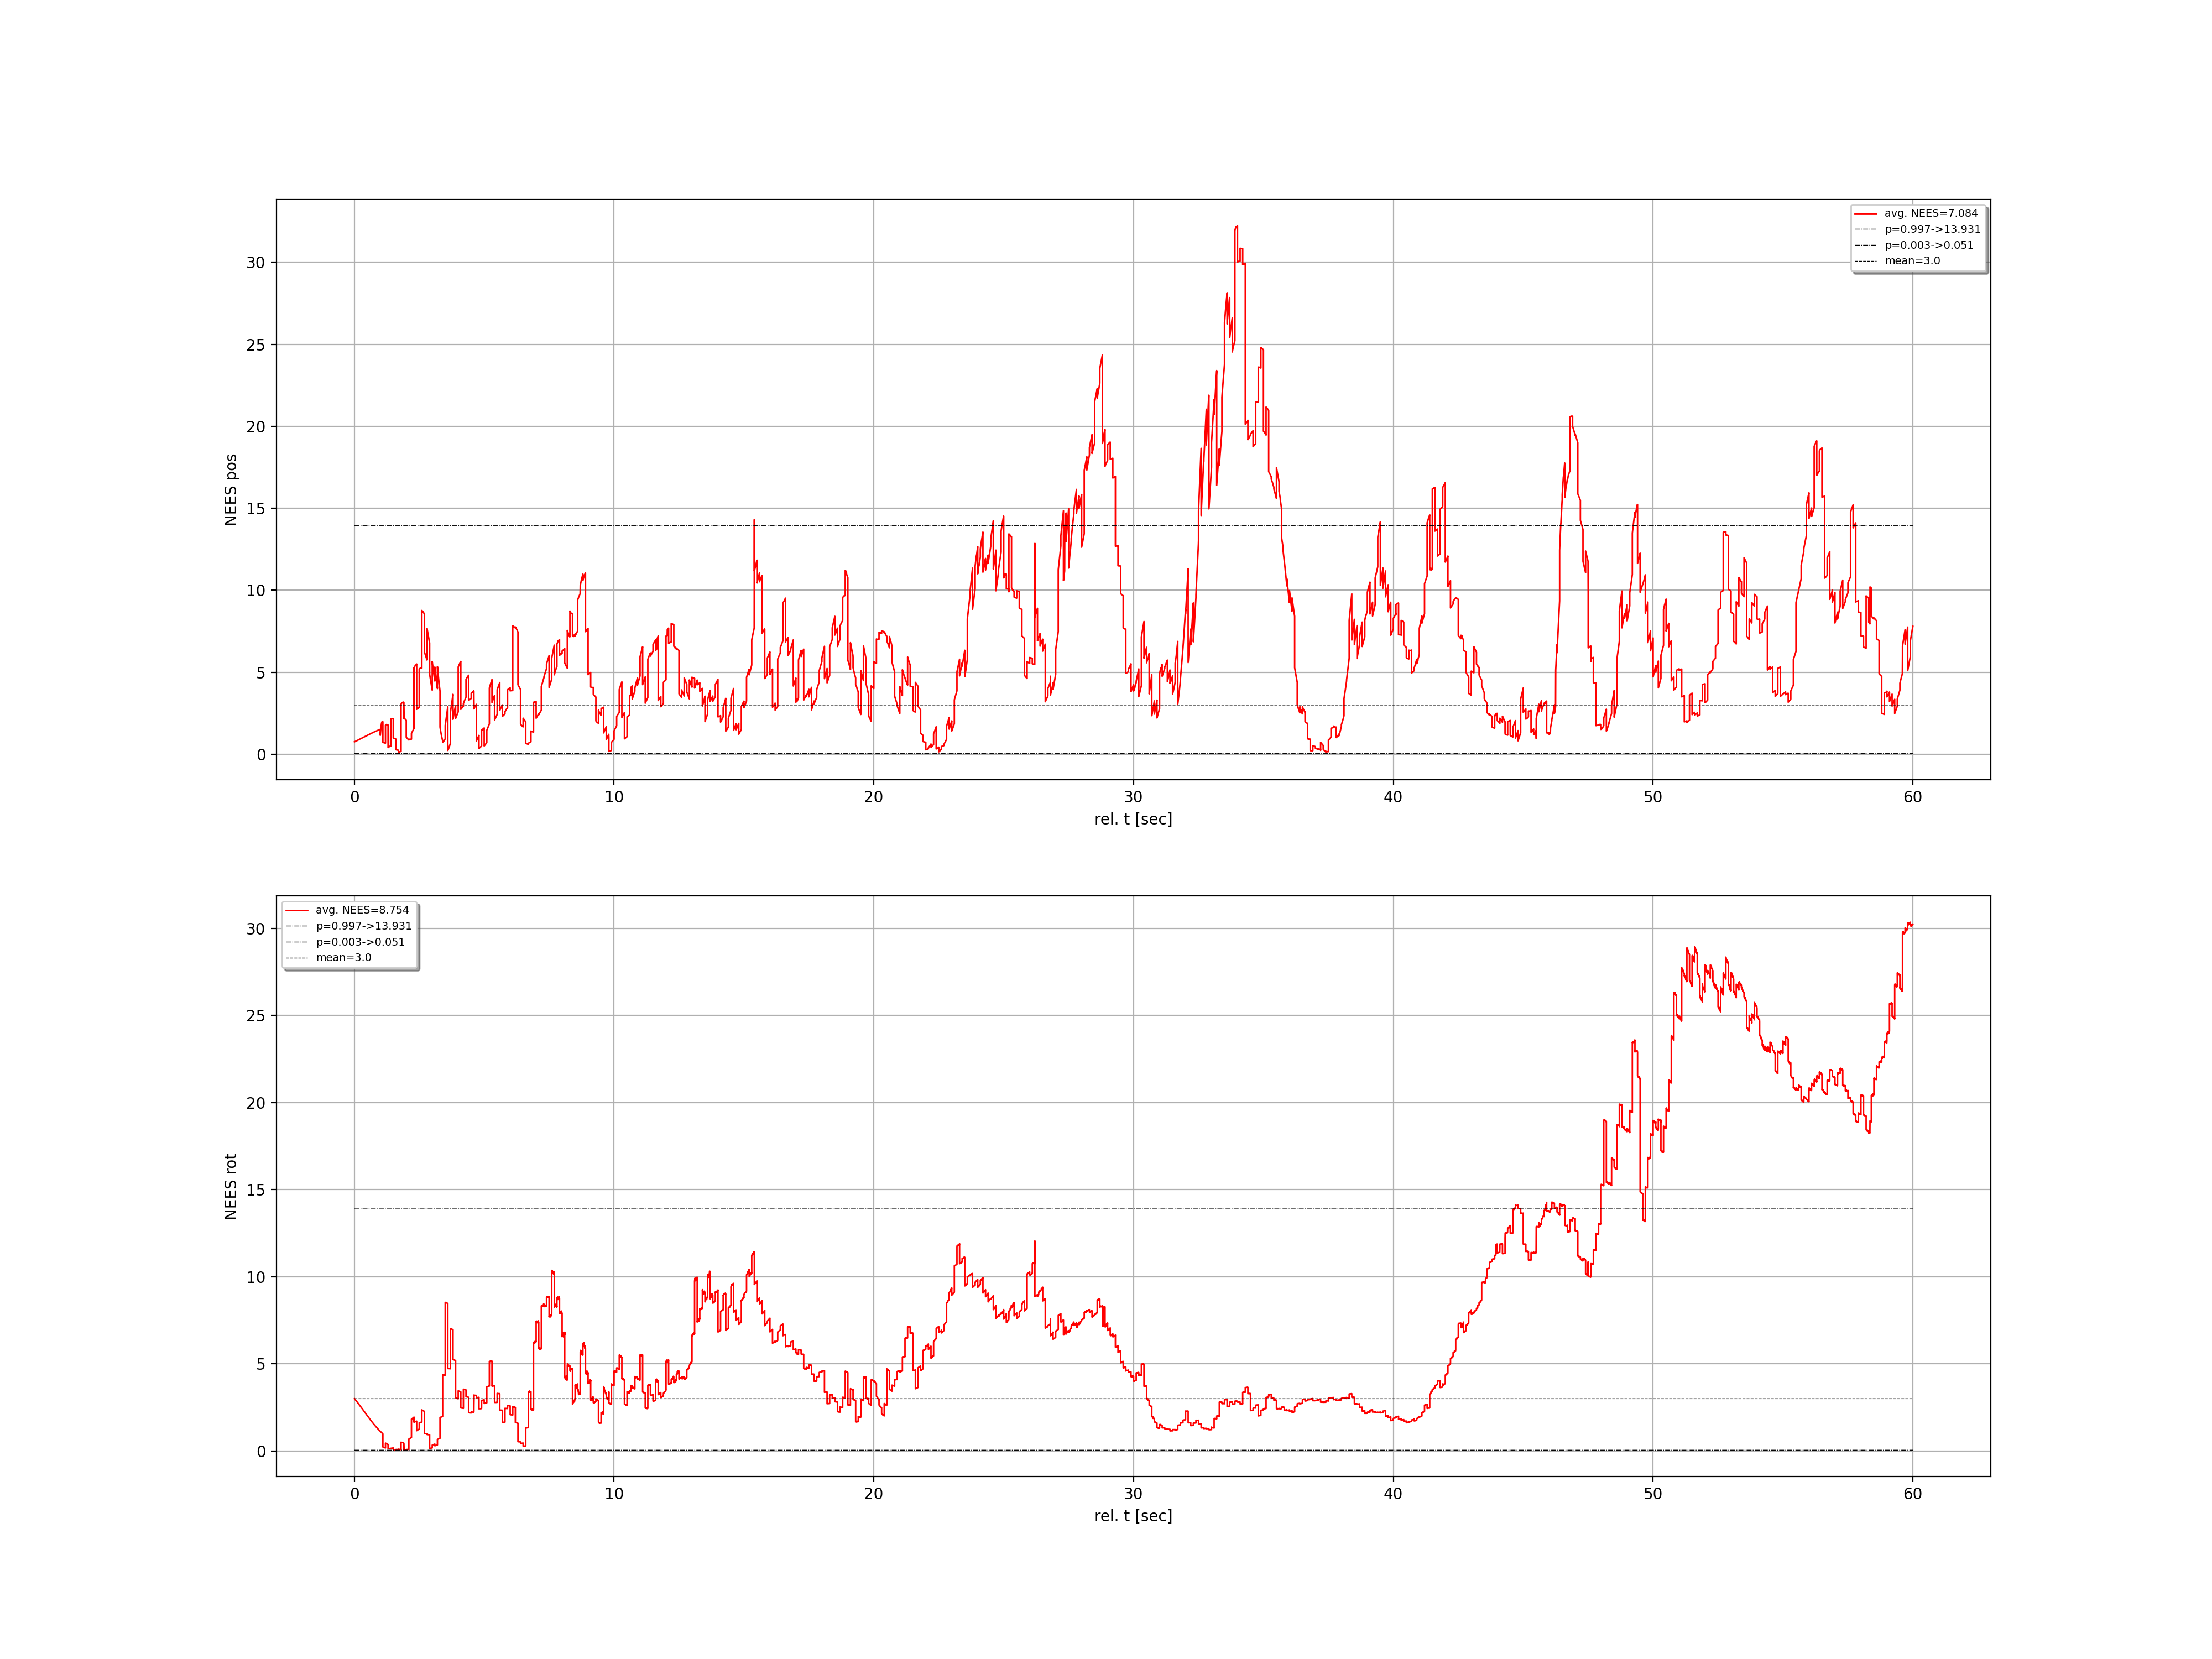 avg. NEES=7.084
p=0.997->13.931
p=0.003->0.051
mean=3.0
NEES pos
30
25
20
15
10
5
0
0 10 20 30 40 50 60
rel. t [sec]
avg. NEES=8.754
p=0.997->13.931
p=0.003->0.051
mean=3.0
NEES rot
30
25
20
15
10
5
0
0 10 20 30 40 50 60
rel. t [sec]